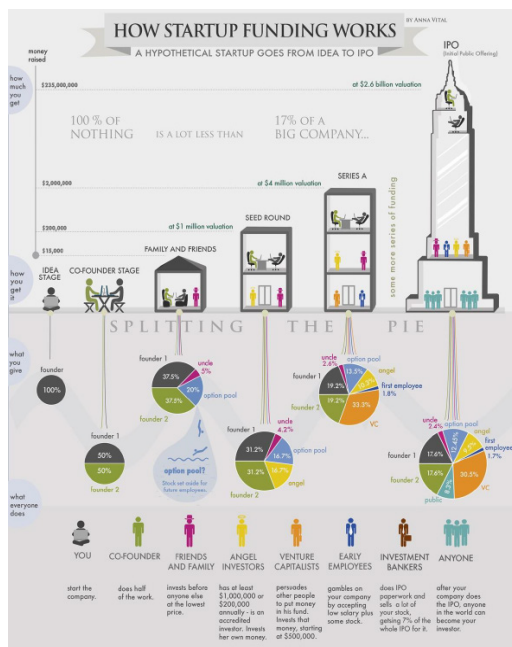 HOW STARTUP FUNDING WORKS
BY ANNA VITAL
A HYPOTHETICAL STARTUP GOES FROM IDEA TO IPO
money
raised
how
much
you
get
$235,000,000
at $2.6 billion valuation
IPO
(Initial Public Offering)
100 % OF
NOTHING
IS A LOT LESS THAN
17% OF A
BIG COMPANY...
$2,000,000
at $4 million valuation
SERIES A
some more series of funding
$200,000
at $1 million valuation
SEED ROUND
$15,000
FAMILY AND FRIENDS
how
you
get
it
IDEA
STAGE
CO-FOUNDER STAGE
SPLITTING THE PIE
what
you
give
founder
100%
founder 1
50%
50%
founder 2
founder 1
uncle
5%
37.5%
20%
option pool
37.5%
founder 2
option pool?
Stock set aside for
future employees.
founder 1
uncle
4.2%
31.2%
16.7%
option pool
31.2%
16.7%
founder 2
angel
uncle
2.6%
option pool
founder 1
13.5%
angel
19.2%
first employee
1.8%
19.2%
33.3%
founder 2
VC
uncle
2.4%
option pool
founder 1
12.45%
angel
first
employee
1.7%
17.6%
17.6%
30.5%
founder 2
public
VC
what
everyone
does
YOU
start the
company.
CO-FOUNDER
does half
of the work.
FRIENDS
AND FAMILY
invests before
anyone else
at the lowest
price.
ANGEL
INVESTORS
has at least
$1,000,000 or
$200,000
annually - is an
accredited
investor. Invests
her own money.
VENTURE
CAPITALISTS
persuades
other people
to put money
in his fund.
Invests that
money, starting
at $500,000.
EARLY
EMPLOYEES
gambles on
your company
by accepting
low salary plus
some stock.
INVESTMENT
BANKERS
does IPO
paperwork and
sells a lot of
your stock,
getting 7% of the
whole IPO for it.
ANYONE
after your
company does
the IPO, anyone
in the world can
become your
investor.